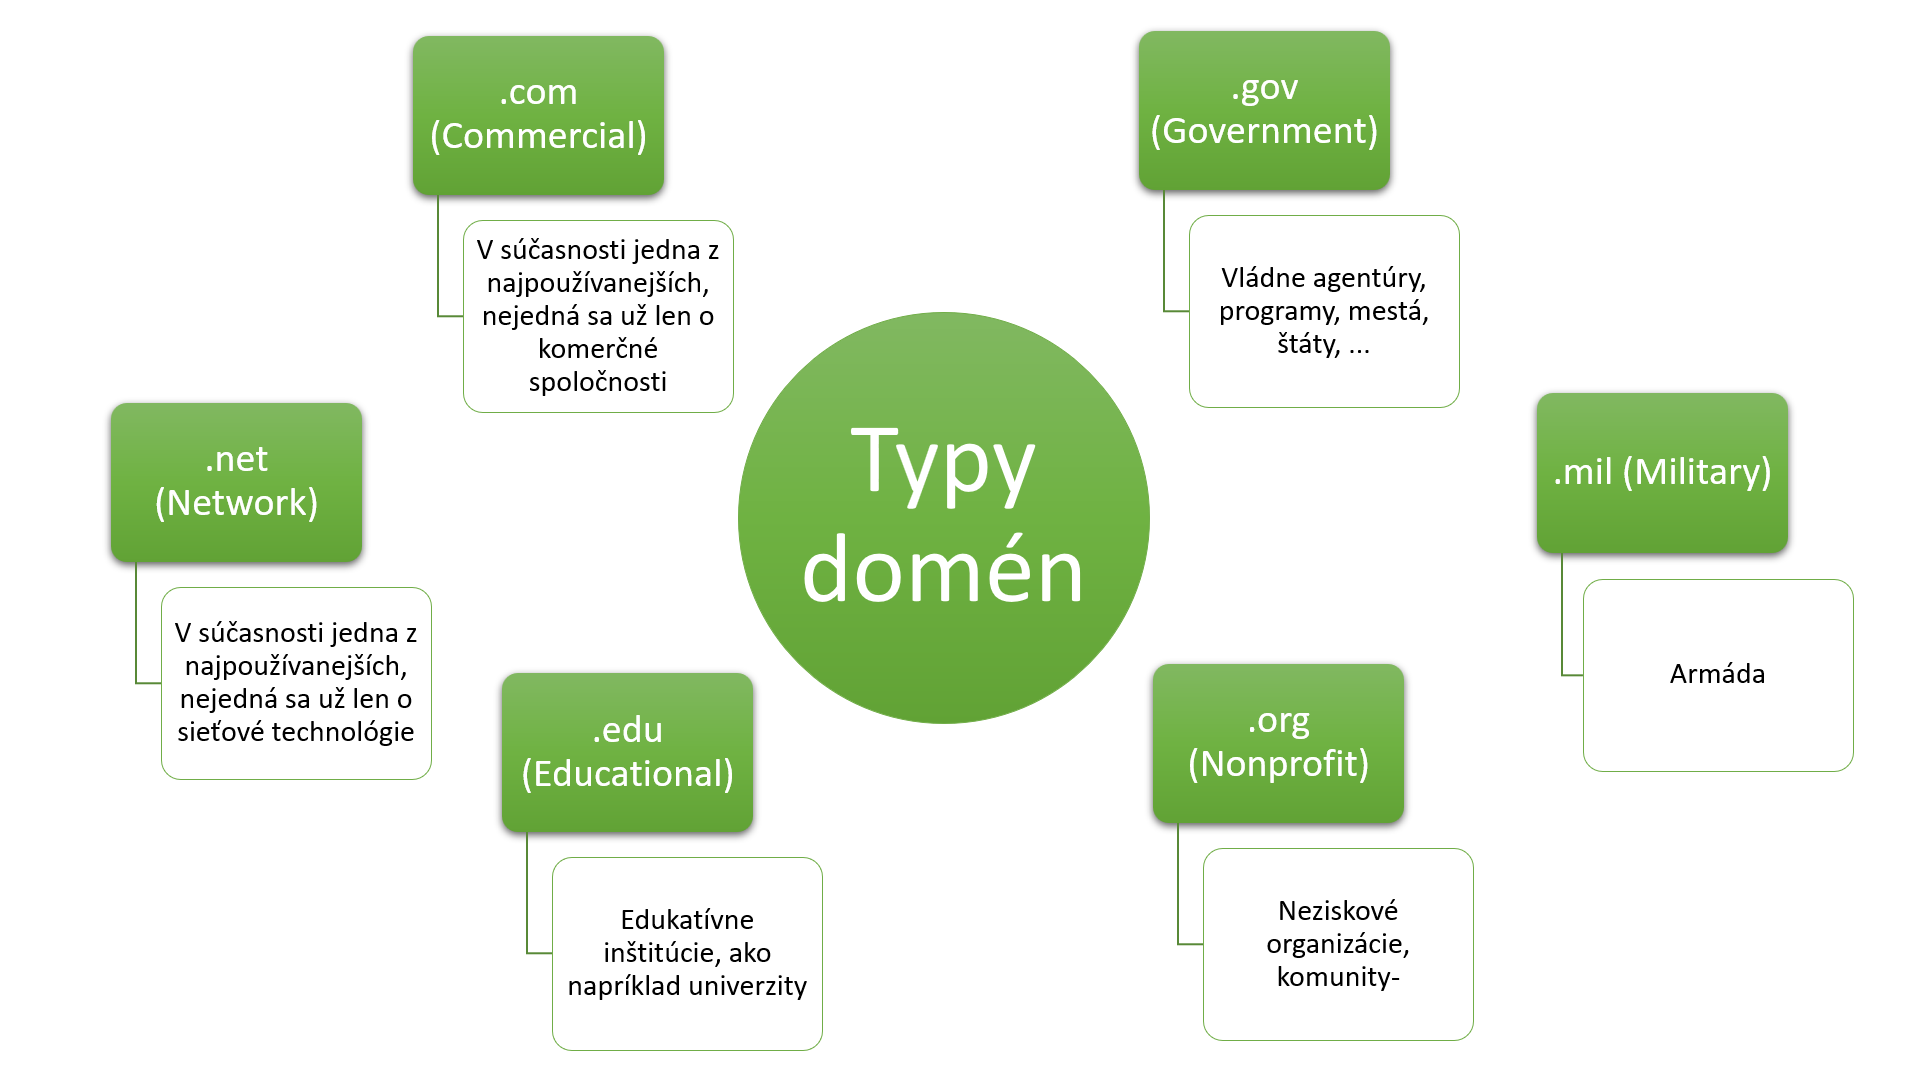 .com
(Commercial)
V súčasnosti jedna z
najpoužívanejších,
nejedná sa už len o
komerčné
spoločnosti
.gov
(Government)
Vládne agentúry,
programy, mestá,
štáty, ...
.net
(Network)
V súčasnosti jedna z
najpoužívanejších,
nejedná sa už len o
sieťové technológie
Typy
domén
.mil (Military)
Armáda
.edu
(Educational)
Edukatívne
inštitúcie, ako
napríklad univerzity
.org
(Nonprofit)
Neziskové
organizácie,
komunity-